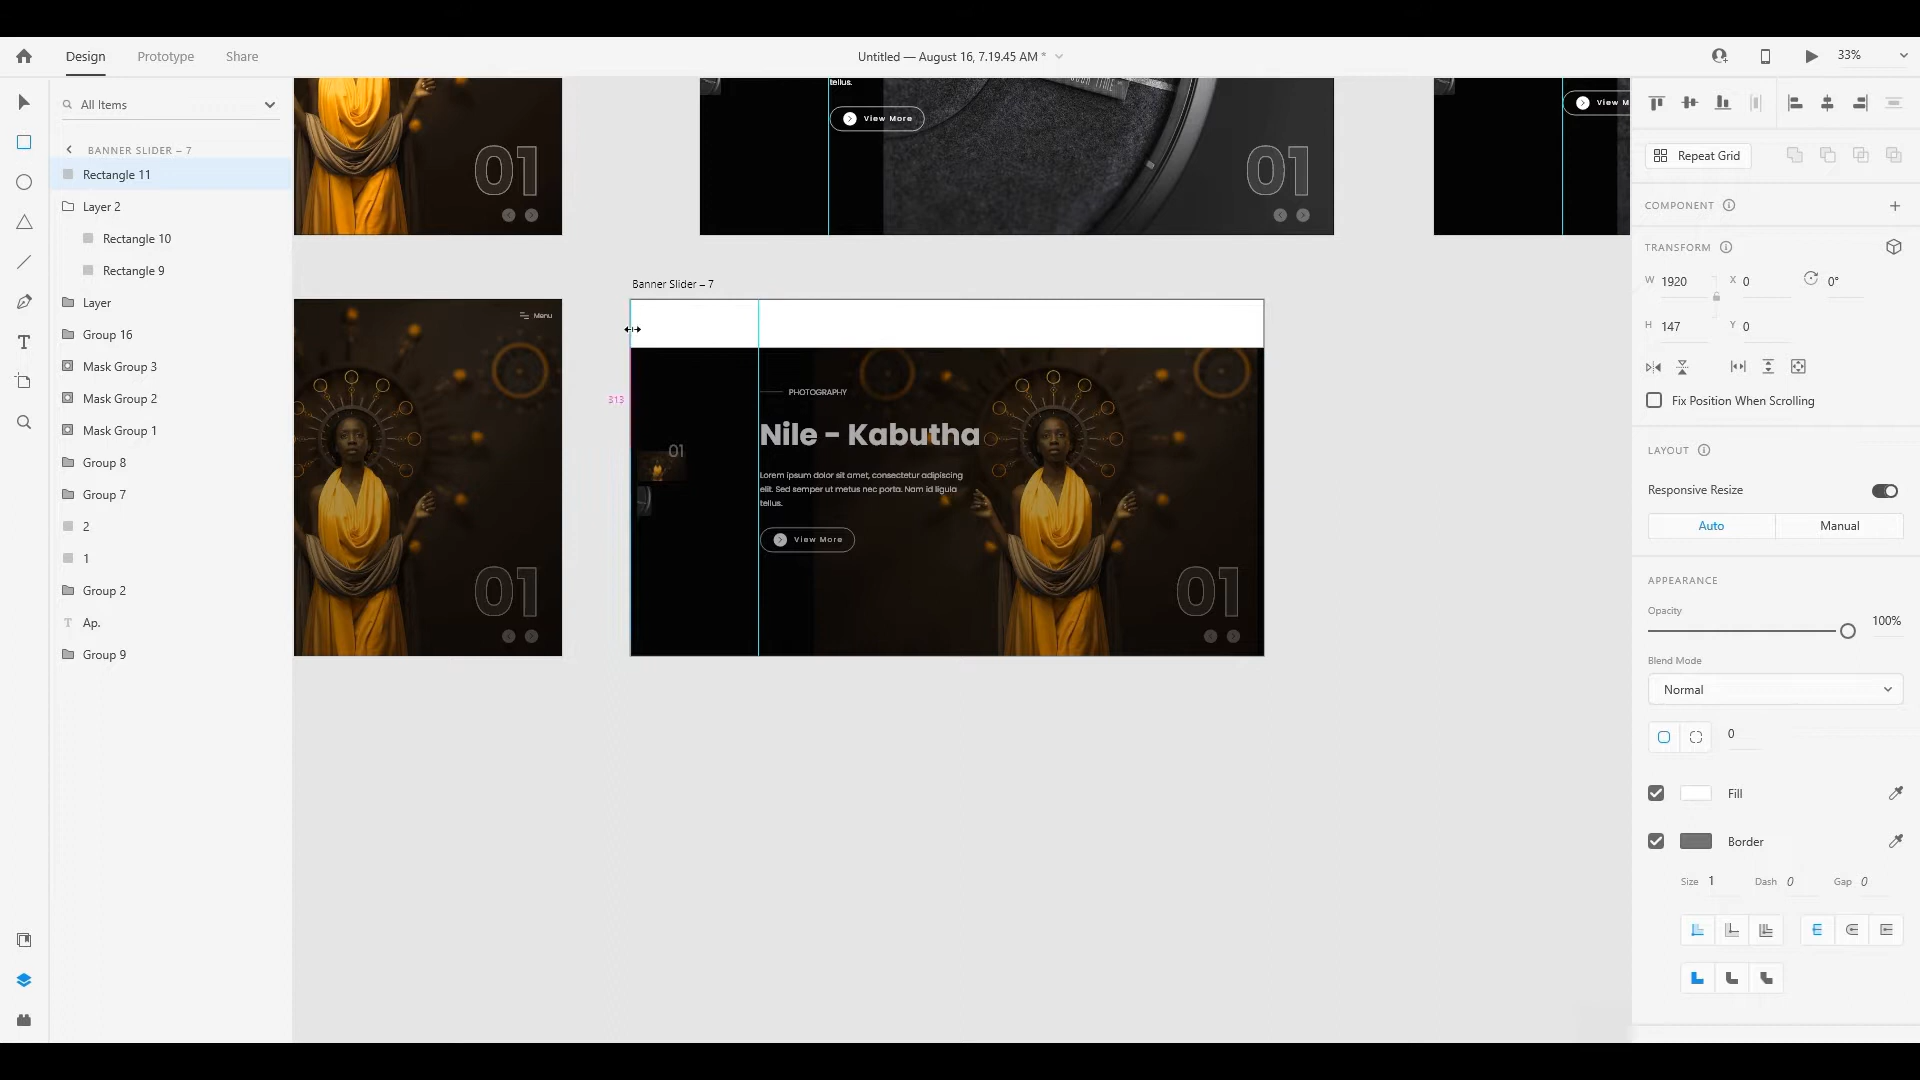 Design
Prototype
Share
Untitled — August 16, 7.19.45 AM *
33%
All Items
BANNER SLIDER – 7
Rectangle 11
Layer 2
Rectangle 10
Rectangle 9
Layer
Group 16
Mask Group 3
Mask Group 2
Mask Group 1
Group 8
Group 7
2
1
Group 2
T Ap.
Group 9
01
tellus.
View More
01
View M
Menu
01
Banner Slider – 7
313
PHOTOGRAPHY
Nile - Kabutha
01
Lorem ipsum dolor sit amet, consectetur adipiscing
elit. Sed semper ut metus nec porta. Nam id ligula
tellus.
View More
01
Repeat Grid
COMPONENT
TRANSFORM
W 1920
X 0
0°
H 147
Y 0
Fix Position When Scrolling
LAYOUT
Responsive Resize
Auto
Manual
APPEARANCE
Opacity
100%
Blend Mode
Normal
0
Fill
Border
Size 1
Dash 0
Gap 0